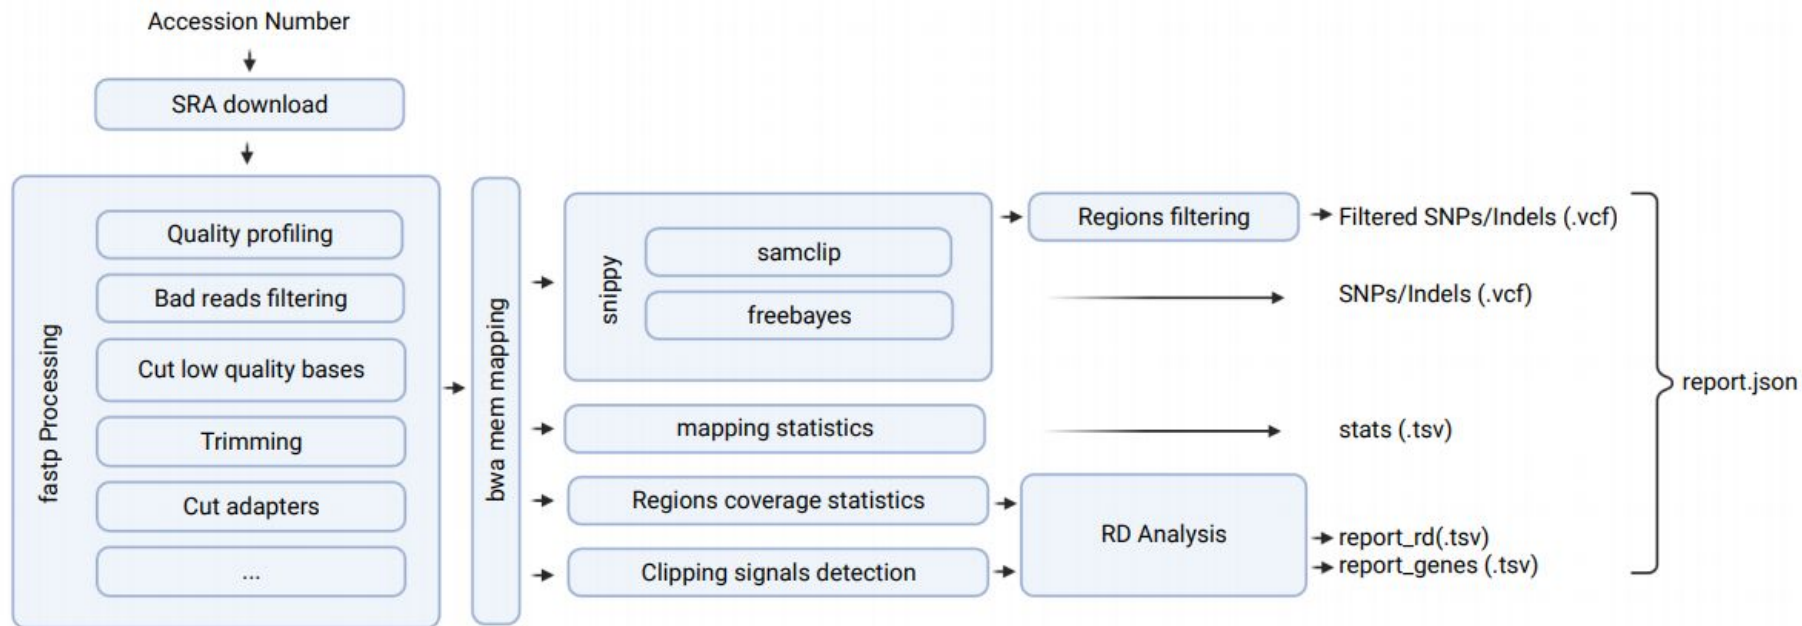 Accession Number
SRA download
fastp Processing
Quality profiling
Bad reads filtering
Cut low quality bases
Trimming
Cut adapters
...
bwa mem mapping
snippy
samclip
freebayes
mapping statistics
Regions coverage statistics
Clipping signals detection
Regions filtering
RD Analysis
Filtered SNPs/Indels (.vcf)
SNPs/Indels (.vcf)
stats (.tsv)
report_rd(.tsv)
report_genes (.tsv)
report.json